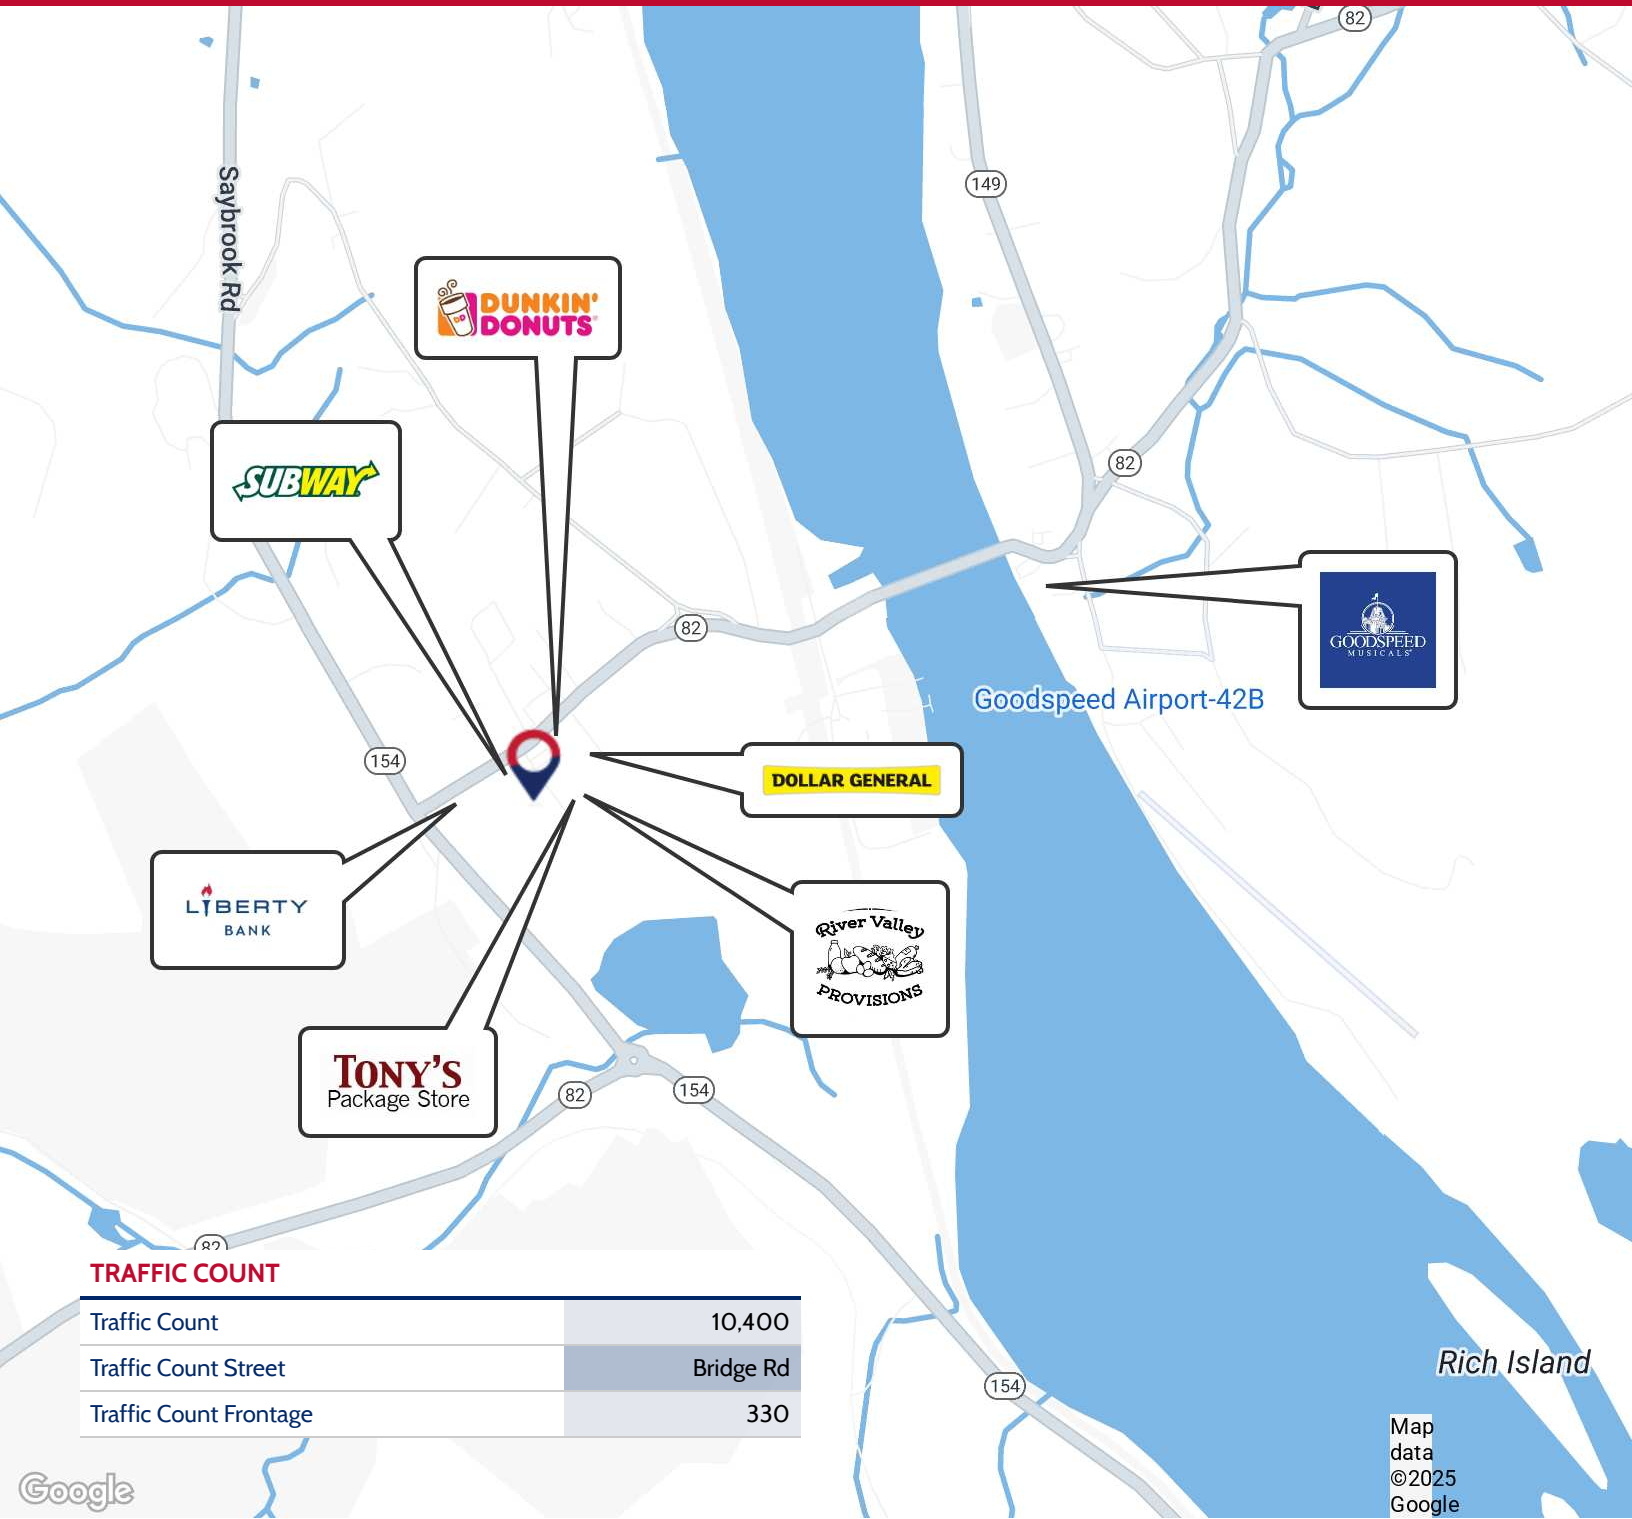 82
149
Saybrook Rd
DUNKIN'
DONUTS
SUBWAY
82
GOODSPEED
MUSICALS
82
Goodspeed Airport-42B
154
DOLLAR GENERAL
LIBERTY
BANK
River Valley
PROVISIONS
TONY'S
Package Store
82
154
82
TRAFFIC COUNT
Traffic Count 10,400
Traffic Count Street Bridge Rd
Traffic Count Frontage 330
Rich Island
154
Map
data
©2025
Google
Google